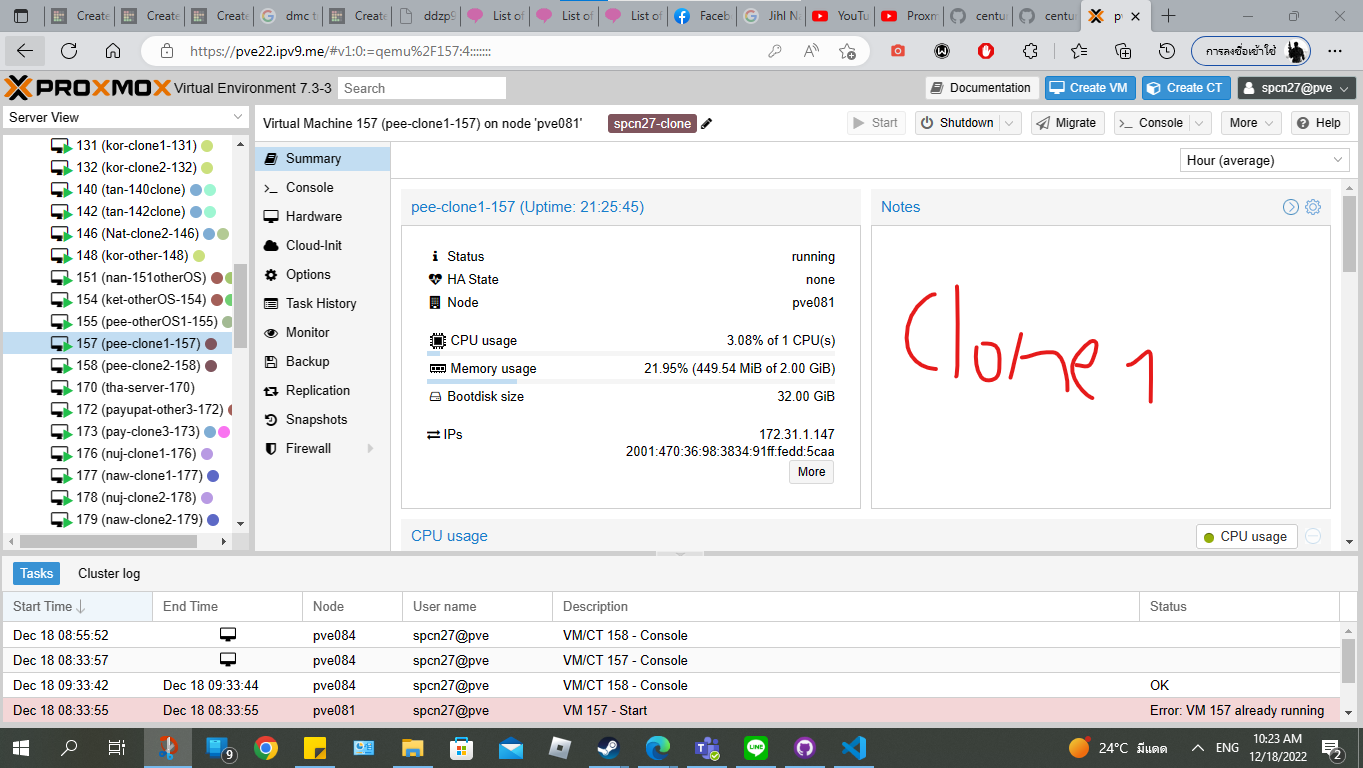 Create
Create
Create
dmc t
Create
ddzp9
List of
List of
List of
Faceb
Jihl N
YouTu
Proxm
centur
centur
https://pve22.ipv9.me/#v1:0:=qemu%2F157:4:::::::
การลงชื่อเข้าใช้
PROXMOX Virtual Environment 7.3-3
Search
Documentation
Create VM
Create CT
spcn27@pve
Server View
Virtual Machine 157 (pee-clone1-157) on node 'pve081'
spcn27-clone
Start
Shutdown
Migrate
Console
More
Help
131 (kor-clone1-131)
132 (kor-clone2-132)
140 (tan-140clone)
142 (tan-142clone)
146 (Nat-clone2-146)
148 (kor-other-148)
151 (nan-151otherOS)
154 (ket-otherOS-154)
155 (pee-otherOS1-155)
157 (pee-clone1-157)
158 (pee-clone2-158)
170 (tha-server-170)
172 (payupat-other3-172)
173 (pay-clone3-173)
176 (nuj-clone1-176)
177 (naw-clone1-177)
178 (nuj-clone2-178)
179 (naw-clone2-179)
Summary
Console
Hardware
Cloud-Init
Options
Task History
Monitor
Backup
Replication
Snapshots
Firewall
Hour (average)
pee-clone1-157 (Uptime: 21:25:45)
Status running
HA State none
Node pve081
CPU usage 3.08% of 1 CPU(s)
Memory usage 21.95% (449.54 MiB of 2.00 GiB)
Bootdisk size 32.00 GiB
IPs 172.31.1.147
2001:470:36:98:3834:91ff:fedd:5caa
More
Notes
Clone 1
CPU usage
CPU usage
Tasks
Cluster log
Start Time End Time Node User name Description Status
Dec 18 08:55:52 pve084 spcn27@pve VM/CT 158 - Console
Dec 18 08:33:57 pve084 spcn27@pve VM/CT 157 - Console
Dec 18 09:33:42 Dec 18 09:33:44 pve084 spcn27@pve VM/CT 158 - Console OK
Dec 18 08:33:55 Dec 18 08:33:55 pve081 spcn27@pve VM 157 - Start Error: VM 157 already running
9
LINE
24°C มีแดด
ENG
10:23 AM
12/18/2022
2